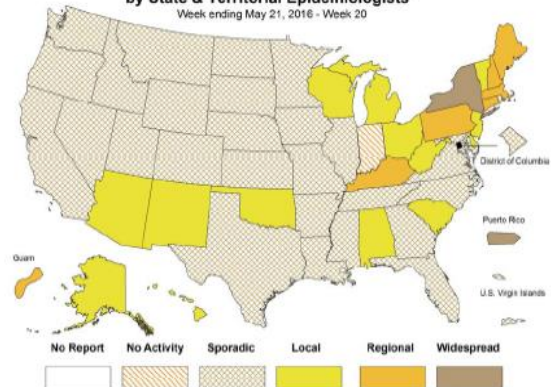 by State & Territorial Epidemiologists
Week ending May 21, 2016 - Week 20
District of Columbia
Puerto Rico
Guam
U.S. Virgin Islands
No Report No Activity Sporadic Local Regional Widespread